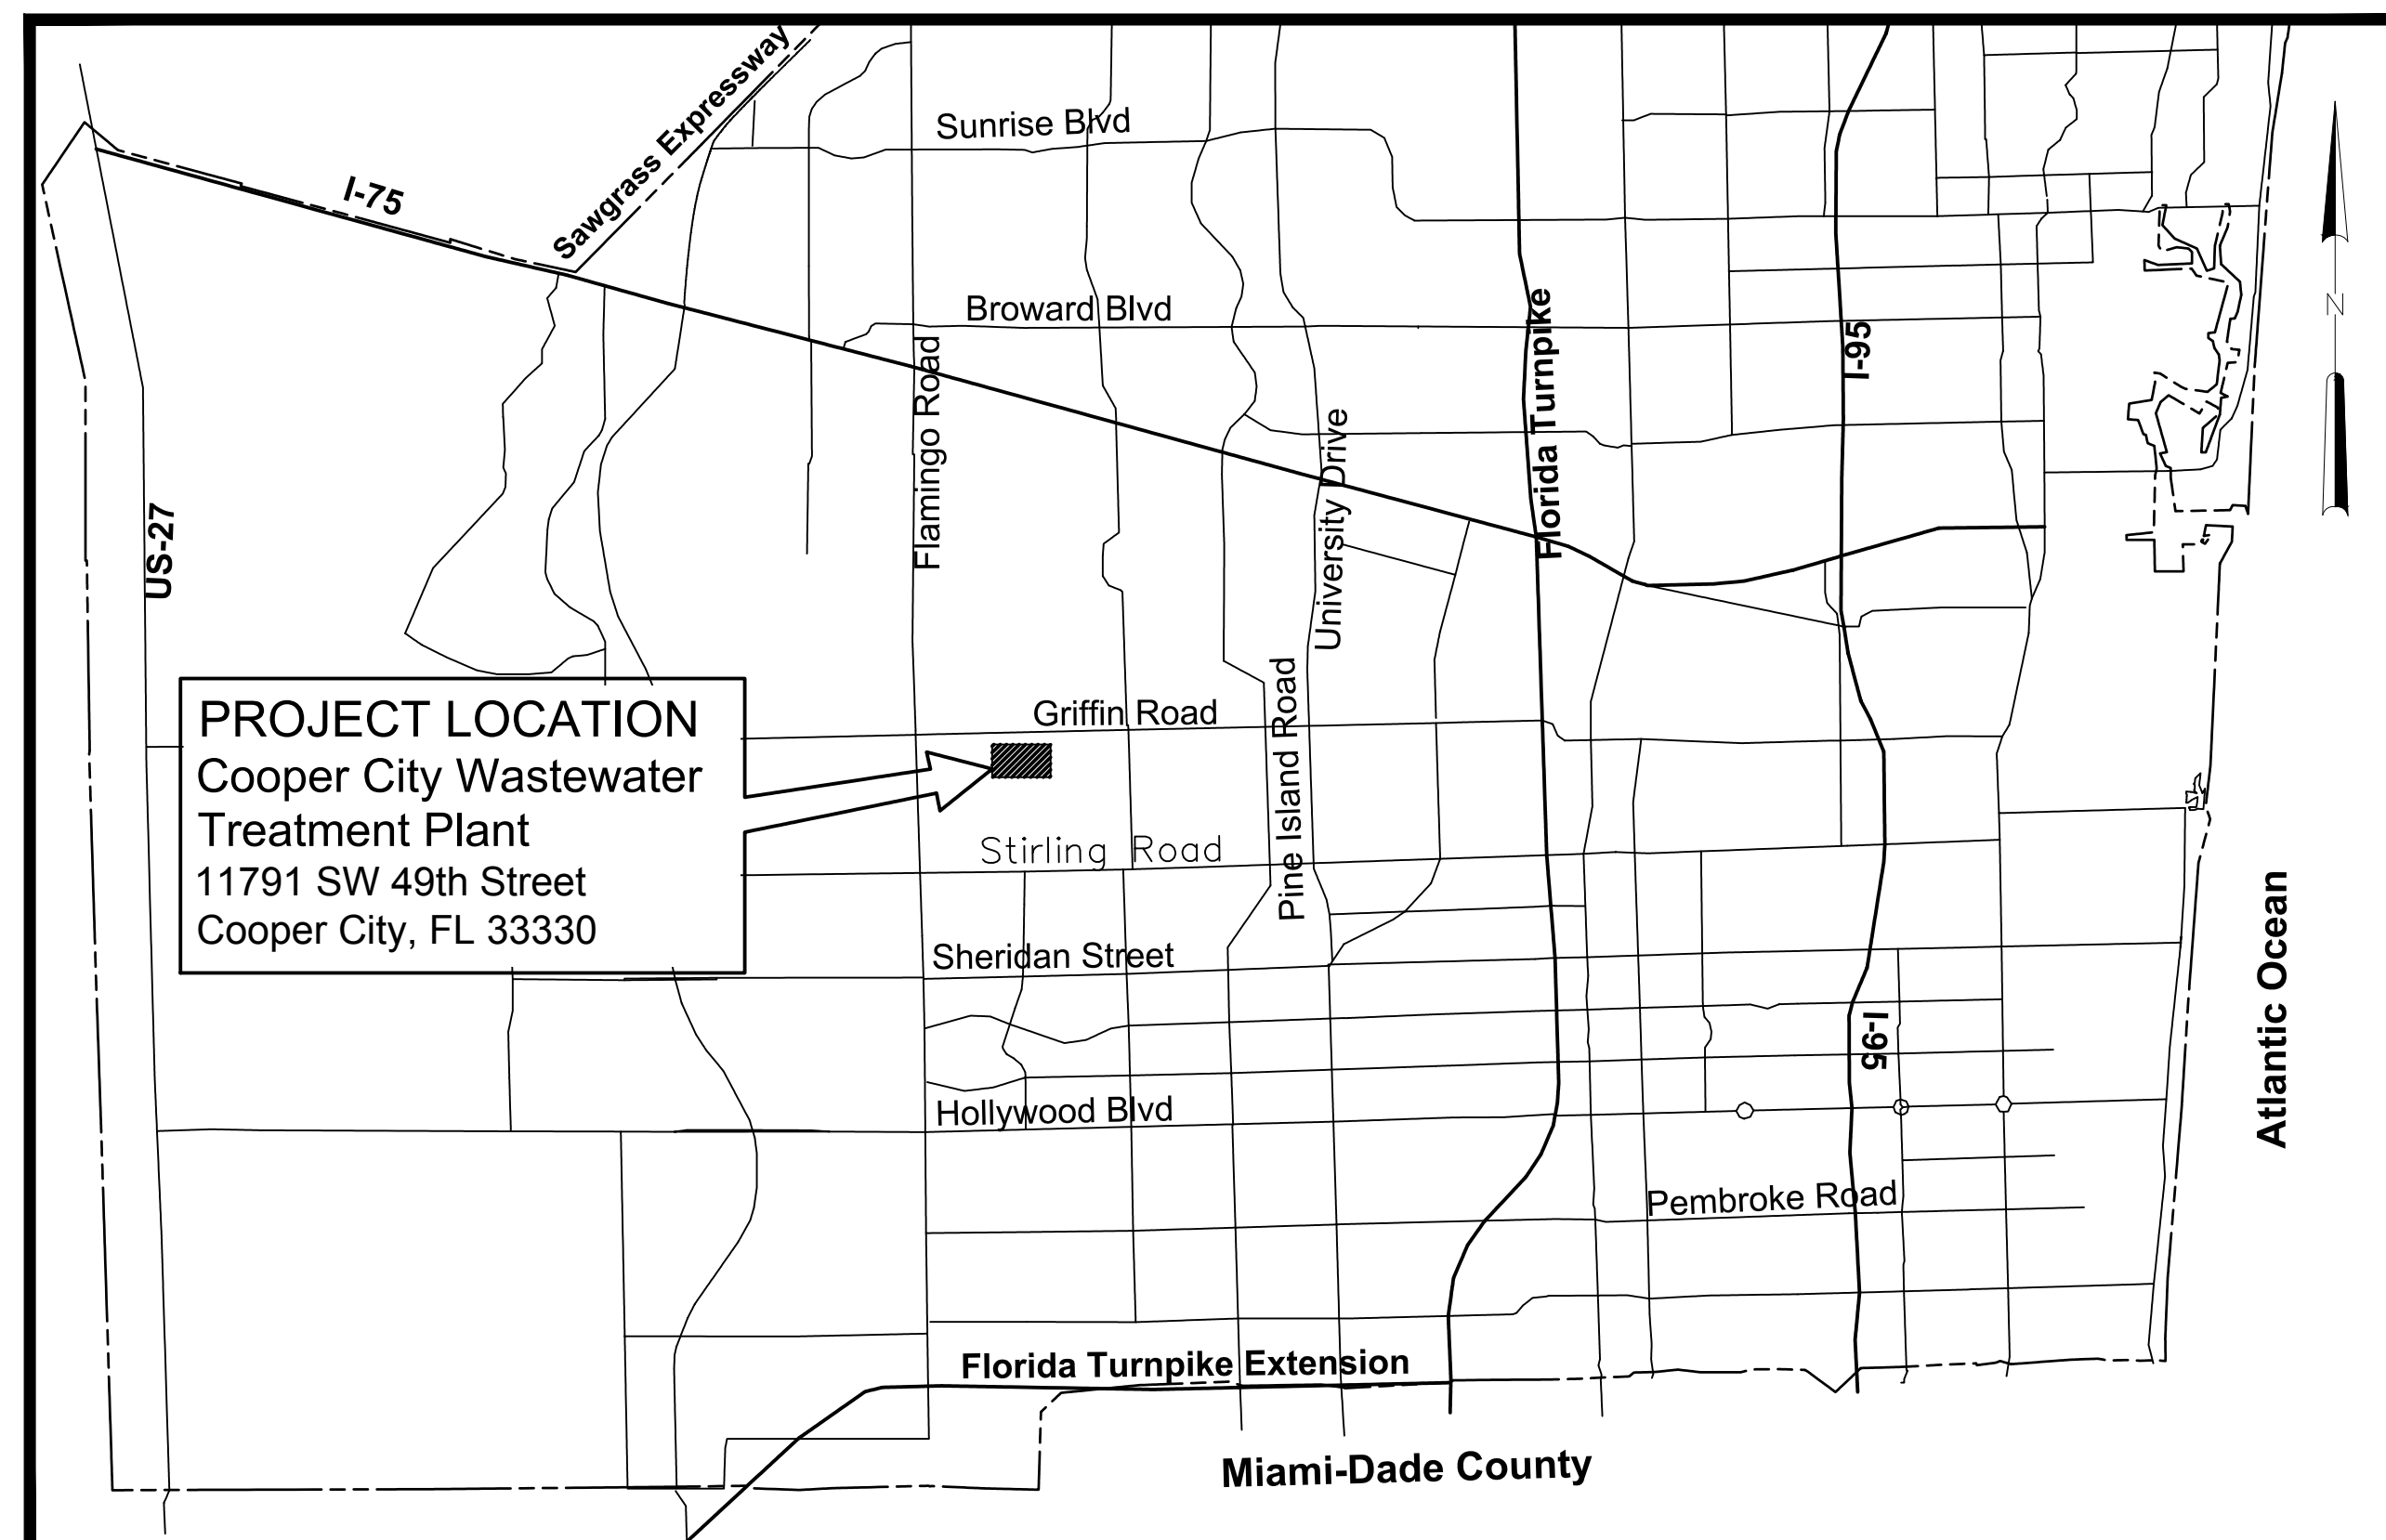 Sawgrass Expressway
Sunrise Blvd
I-75
N
Broward Blvd
Flamingo Road
Florida Turnpike
I-95
University Drive
US-27
PROJECT LOCATION
Cooper City Wastewater
Treatment Plant
11791 SW 49th Street
Cooper City, FL 33330
Griffin Road
Pine Island Road
Stirling Road
Sheridan Street
Atlantic Ocean
I-95
Hollywood Blvd
Pembroke Road
Florida Turnpike Extension
Miami-Dade County